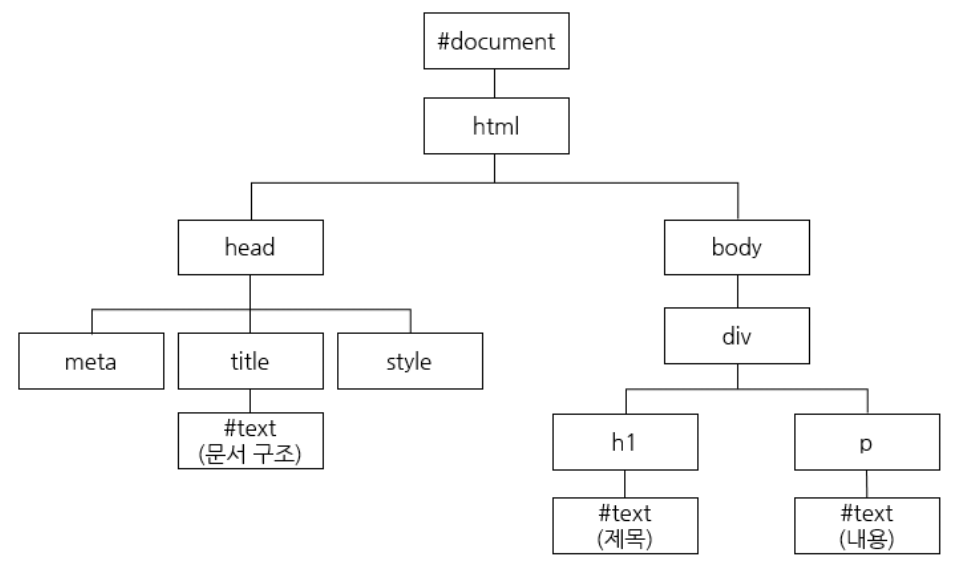 #document
html
head
body
meta
title
style
div
#text
(문서 구조)
h1
p
#text
(제목)
#text
(내용)